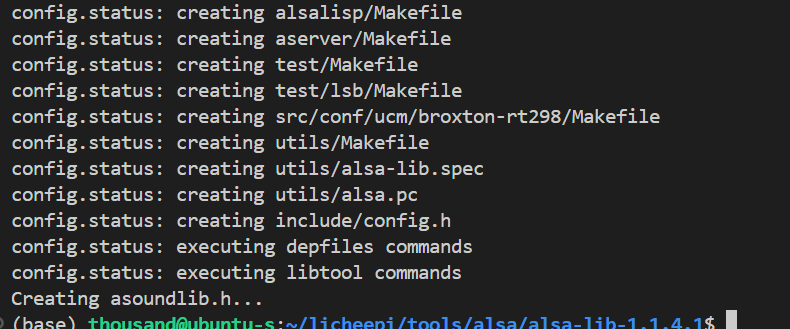 config.status: creating alsalisp/Makefile
config.status: creating aserver/Makefile
config.status: creating test/Makefile
config.status: creating test/lsb/Makefile
config.status: creating src/conf/ucm/broxton-rt298/Makefile
config.status: creating utils/Makefile
config.status: creating utils/alsa-lib.spec
config.status: creating utils/alsa.pc
config.status: creating include/config.h
config.status: executing depfiles commands
config.status: executing libtool commands
Creating asoundlib.h...
(base) thousand@ubuntu-s:~/licheepi/tools/alsa/alsa-lib-1.1.4.1$